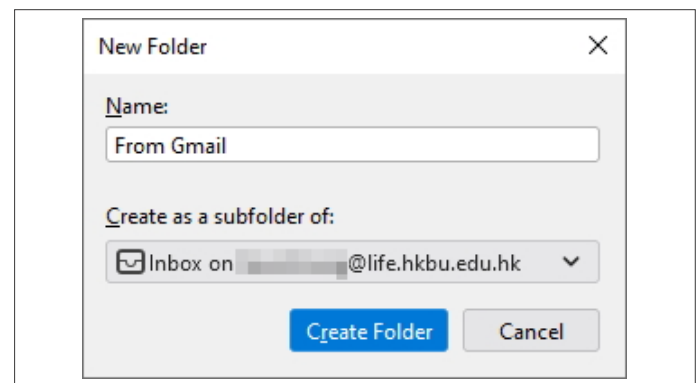 New Folder
Name:
From Gmail
Create as a subfolder of:
Inbox on @life.hkbu.edu.hk
Create Folder
Cancel